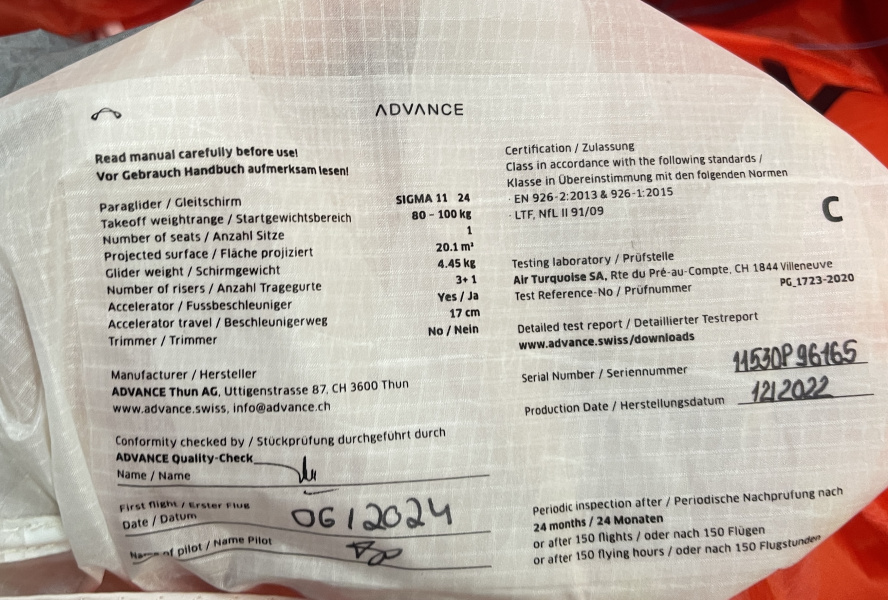 ADVANCE
Read manual carefully before use!
Vor Gebrauch Handbuch aufmerksam lesen!
Paraglider / Gleitschirm SIGMA 11 24
Takeoff weightrange / Startgewichtsbereich 80 – 100 kg
Number of seats / Anzahl Sitze 1
Projected surface / Fläche projiziert 20.1 m²
Glider weight / Schirmgewicht 4.45 kg
Number of risers / Anzahl Tragegurte 3+1
Accelerator / Fussbeschleuniger Yes / Ja
Accelerator travel / Beschleunigerweg 17 cm
Trimmer / Trimmer No / Nein
Manufacturer / Hersteller
ADVANCE Thun AG, Uttigenstrasse 87, CH 3600 Thun
www.advance.swiss, info@advance.ch
Conformity checked by / Stückprüfung durchgeführt durch
ADVANCE Quality-Check
Name / Name
First flight / Erster Flug
Date / Datum 06/2024
Name of pilot / Name Pilot
Certification / Zulassung
Class in accordance with the following standards /
Klasse in Übereinstimmung mit den folgenden Normen
· EN 926-2:2013 & 926-1:2015
· LTF, NfL II 91/09
C
Testing laboratory / Prüfstelle
Air Turquoise SA, Rte du Pré-au-Compte, CH 1844 Villeneuve
Test Reference-No / Prüfnummer PG_1723-2020
Detailed test report / Detaillierter Testreport
www.advance.swiss/downloads
Serial Number / Seriennummer 11530P96165
Production Date / Herstellungsdatum 12/2022
Periodic inspection after / Periodische Nachprüfung nach
24 months / 24 Monaten
or after 150 flights / oder nach 150 Flügen
or after 150 flying hours / oder nach 150 Flugstunden